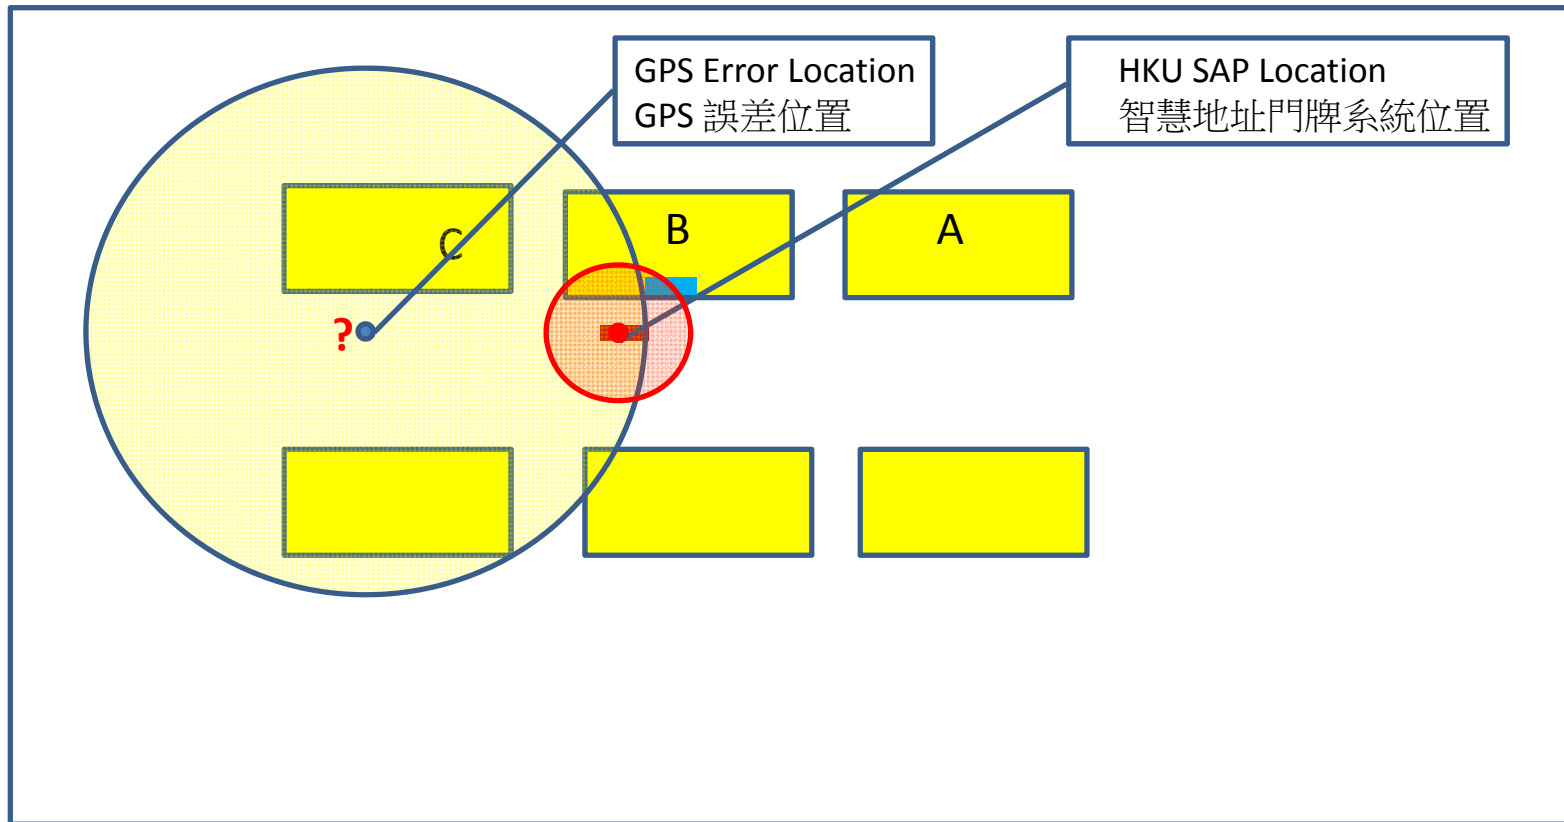 GPS Error Location
GPS 誤差位置
HKU SAP Location
智慧地址門牌系統位置
C
B
A
?